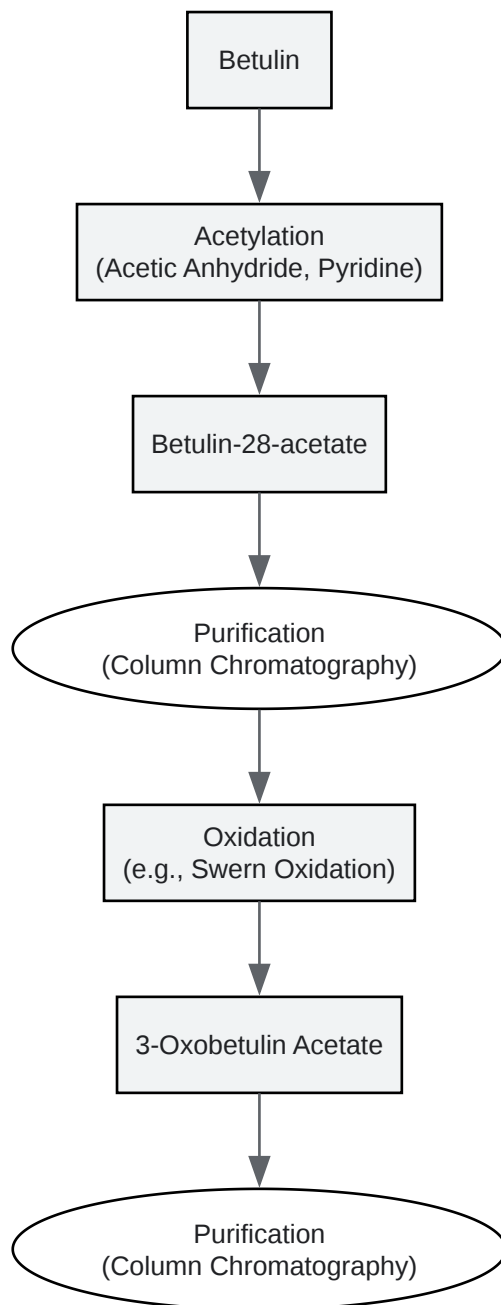 Betulin
Acetylation
(Acetic Anhydride, Pyridine)
Betulin-28-acetate
Purification
(Column Chromatography)
Oxidation
(e.g., Swern Oxidation)
3-Oxobetulin Acetate
Purification
(Column Chromatography)